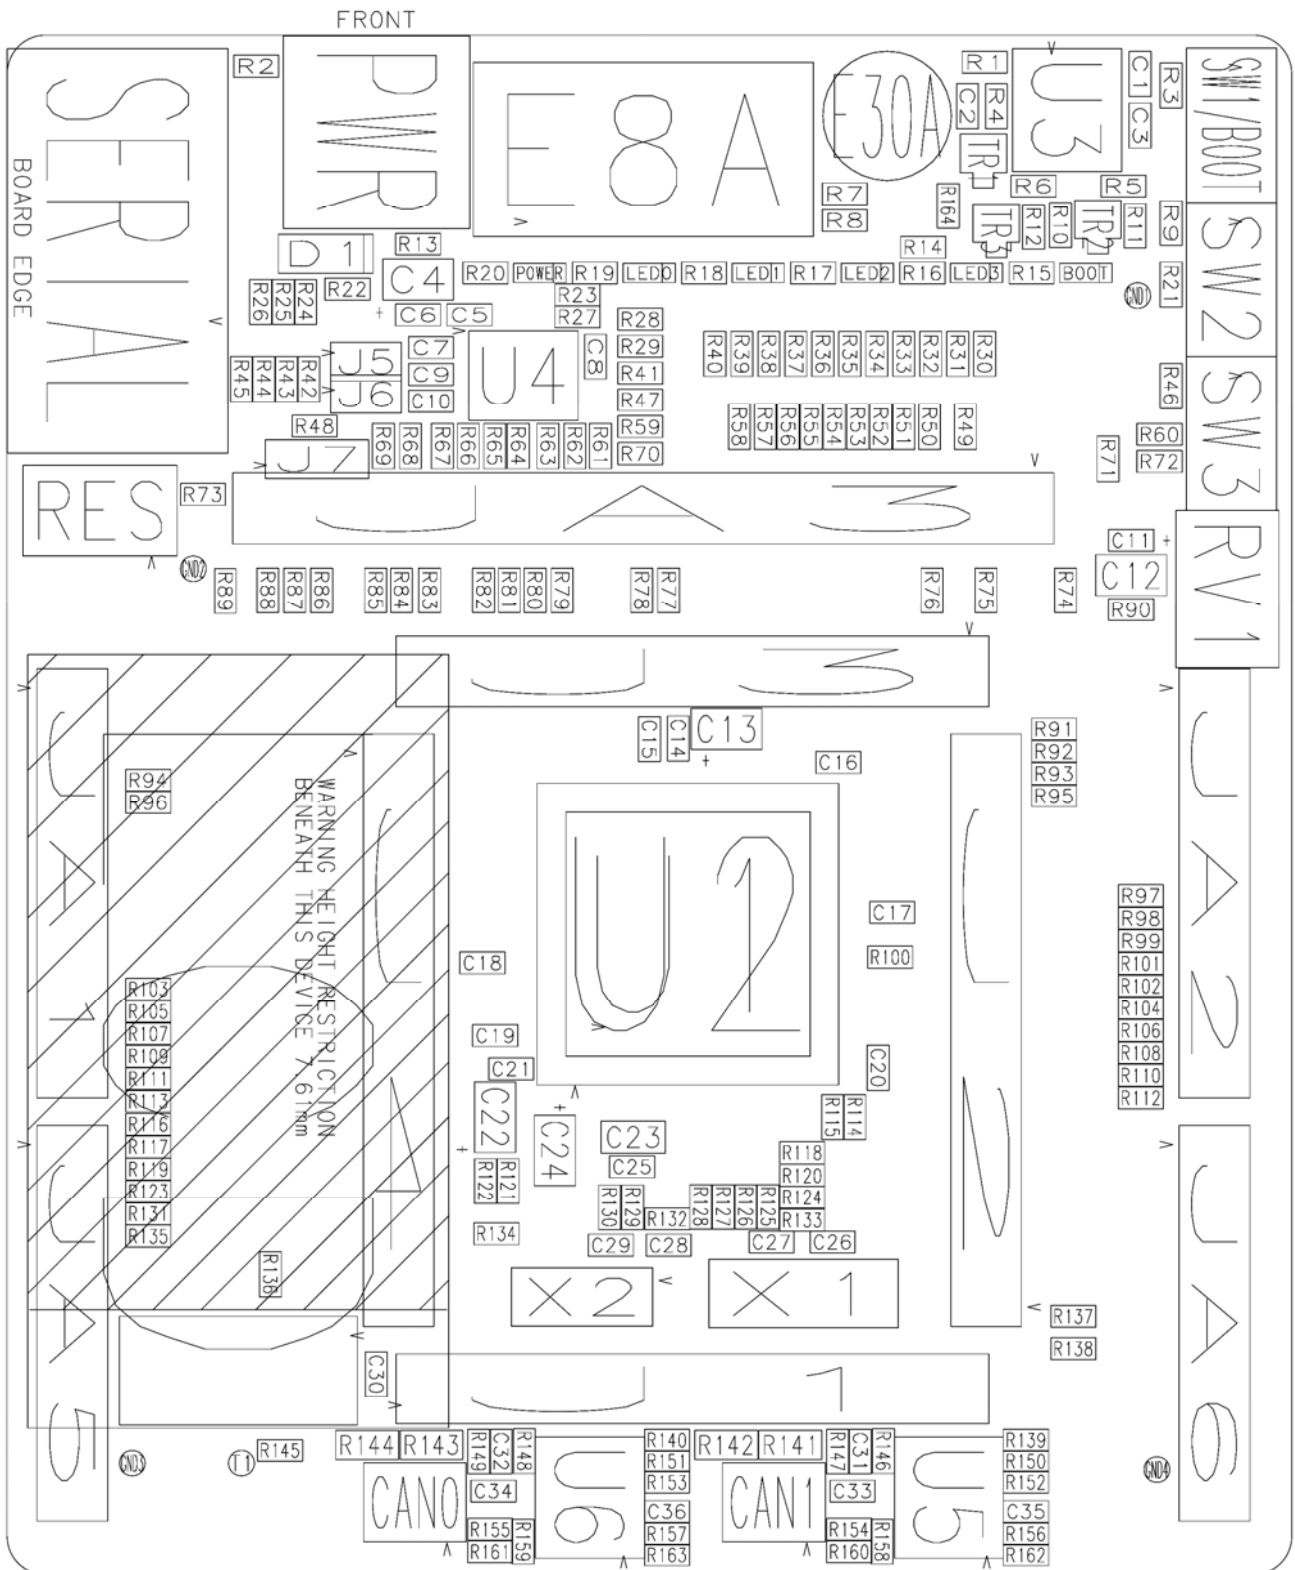 FRONT
SERIAL
BOARD EDGE
R2
PWR
E8A
E30A
R1
C2
R4
U3
C1
C3
R3
SW1/BOOT
TR1
R7
R8
R164
R6
R5
TR3
R12
R10
TR2
R11
R9
SW2
D1
R13
R14
C4
R20
POWER
R19
LED0
R18
LED1
R17
LED2
R16
LED3
R15
BOOT
R21
GND1
R26
R25
R24
R22
R23
R27
C6
C5
R28
R29
R41
R47
R59
R70
J5
J6
C7
C9
C10
U4
C8
R40
R39
R38
R37
R36
R35
R34
R33
R32
R31
R30
R45
R44
R43
R42
R46
SW3
R48
J7
R69
R68
R67
R66
R65
R64
R63
R62
R61
R58
R57
R56
R55
R54
R53
R52
R51
R50
R49
R71
R60
R72
RES
R73
JA3
GND2
C11
C12
R90
RV1
R89
R88
R87
R86
R85
R84
R83
R82
R81
R80
R79
R78
R77
R76
R75
R74
J3
JA1
R94
R96
WARNING HEIGHT RESTRICTION
BENEATH THIS DEVICE 7.61mm
J4
C15
C14
C13
C16
R91
R92
R93
R95
JA2
U2
C17
R100
C18
J2
R97
R98
R99
R101
R102
R104
R106
R108
R110
R112
R103
R105
R107
R109
R111
R113
R116
R117
R119
R123
R131
R135
C19
C21
C22
C24
C20
R115
R114
C23
C25
R118
R120
R124
R133
R122
R121
R130
R129
R132
R128
R127
R126
R125
R134
C29
C28
C27
C26
R136
X2
X1
R137
R138
JA5
JA6
C30
J1
GND3
T1
R145
R144
R143
R149
C32
R148
U6
R140
R151
R153
R142
R141
R147
C31
R146
U5
R139
R150
R152
GND4
CAN0
C34
C36
CAN1
C33
C35
R155
R161
R159
R157
R163
R154
R160
R158
R156
R162